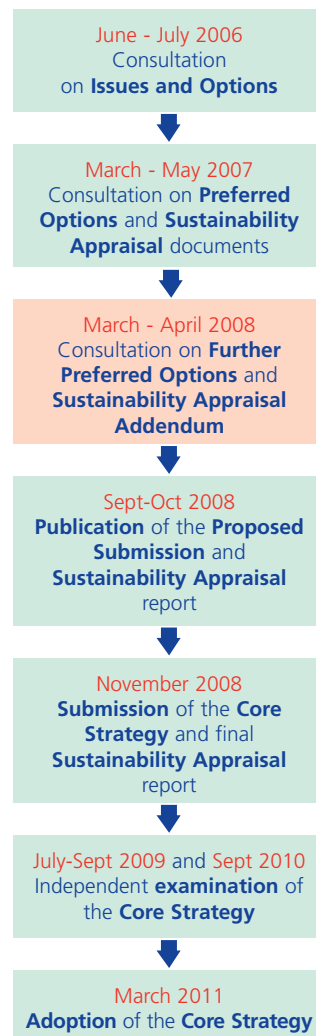 June - July 2006
Consultation
on Issues and Options
March - May 2007
Consultation on Preferred
Options and Sustainability
Appraisal documents
March - April 2008
Consultation on Further
Preferred Options and
Sustainability Appraisal
Addendum
Sept-Oct 2008
Publication of the Proposed
Submission and
Sustainability Appraisal
report
November 2008
Submission of the Core
Strategy and final
Sustainability Appraisal
report
July-Sept 2009 and Sept 2010
Independent examination of
the Core Strategy
March 2011
Adoption of the Core Strategy